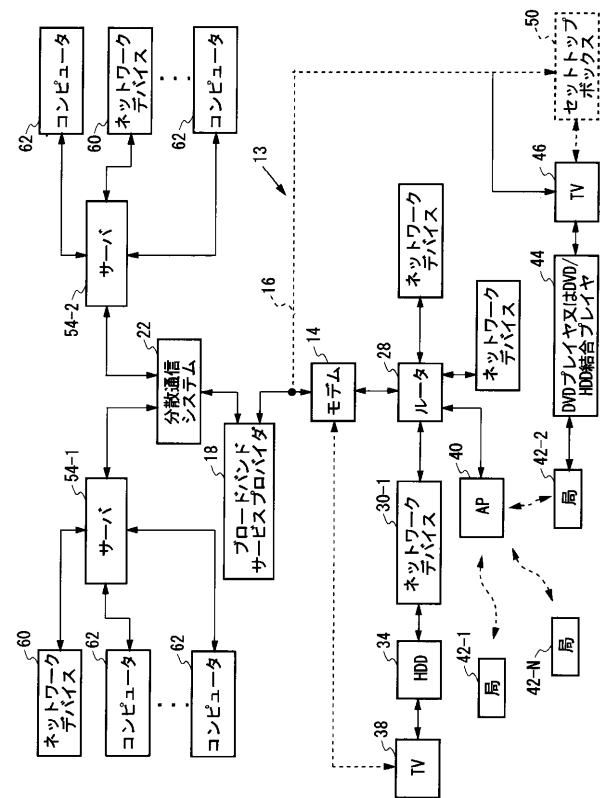 62
コンピュータ
60
ネットワーク
デバイス
62
コンピュータ
54-2
サーバ
22
分散通信
システム
54-1
サーバ
60
ネットワーク
デバイス
62
コンピュータ
62
コンピュータ
18
ブロードバンド
サービスプロバイダ
13
16
14
モデム
28
ルータ
ネットワーク
デバイス
ネットワーク
デバイス
30-1
ネットワーク
デバイス
34
HDD
38
TV
40
AP
42-1
局
42-N
局
42-2
局
44
DVDプレイヤ又はDVD/
HDD結合プレイヤ
46
TV
50
セットトップ
ボックス